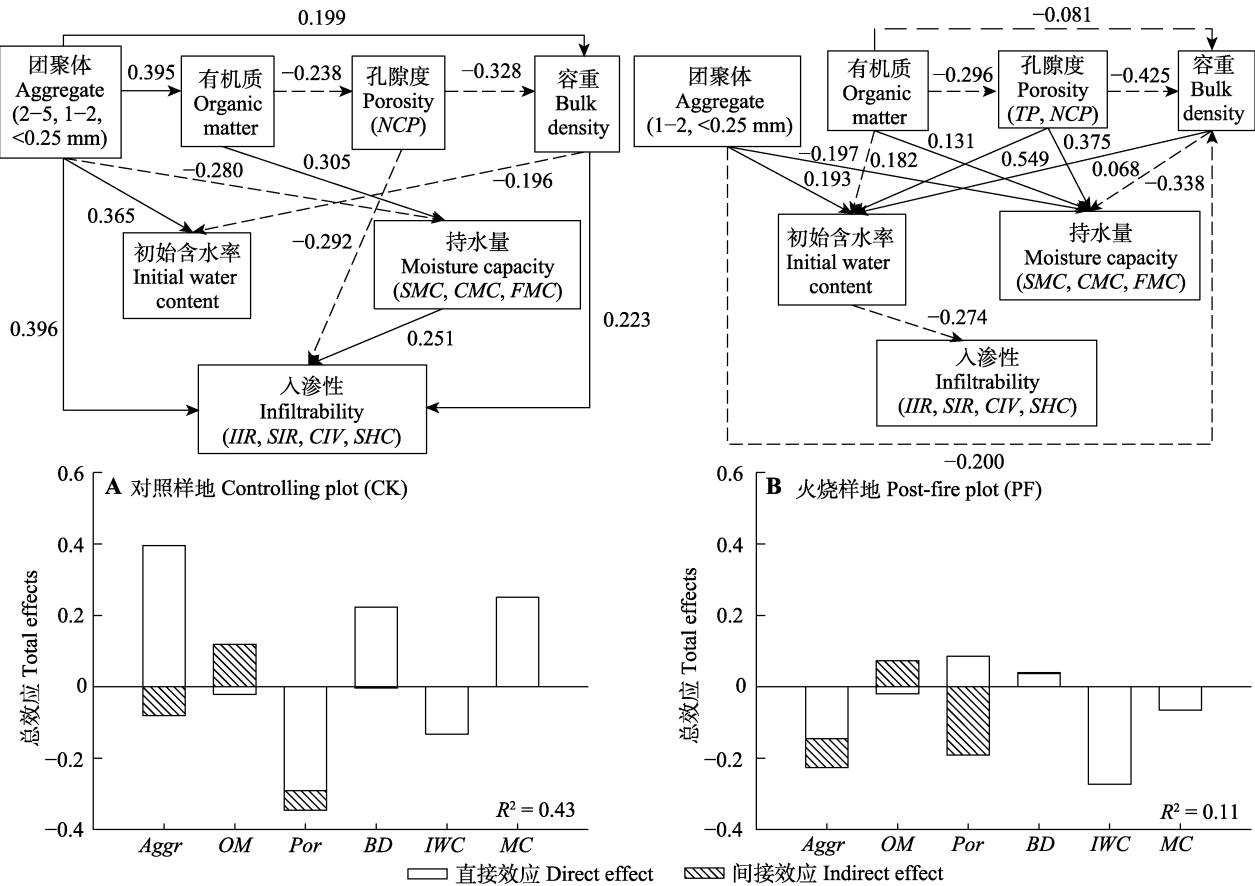 0.199
团聚体
Aggregate
(2−5, 1−2,
<0.25 mm)
0.395
有机质
Organic
matter
−0.238
孔隙度
Porosity
(NCP)
−0.328
容重
Bulk
density
0.305
−0.280
−0.196
0.365
初始含水率
Initial water
content
−0.292
持水量
Moisture capacity
(SMC, CMC, FMC)
0.396
0.251
0.223
入渗性
Infiltrability
(IIR, SIR, CIV, SHC)
−0.081
团聚体
Aggregate
(1−2, <0.25 mm)
有机质
Organic
matter
−0.296
孔隙度
Porosity
(TP, NCP)
−0.425
容重
Bulk
density
−0.197
0.193
0.182
0.131
0.549
0.375
0.068
−0.338
初始含水率
Initial water
content
持水量
Moisture capacity
(SMC, CMC, FMC)
−0.274
入渗性
Infiltrability
(IIR, SIR, CIV, SHC)
−0.200
A 对照样地 Controlling plot (CK)
总效应 Total effects
0.6
0.4
0.2
0
−0.2
−0.4
R² = 0.43
Aggr OM Por BD IWC MC
B 火烧样地 Post-fire plot (PF)
总效应 Total effects
0.6
0.4
0.2
0
−0.2
−0.4
R² = 0.11
Aggr OM Por BD IWC MC
直接效应 Direct effect
间接效应 Indirect effect